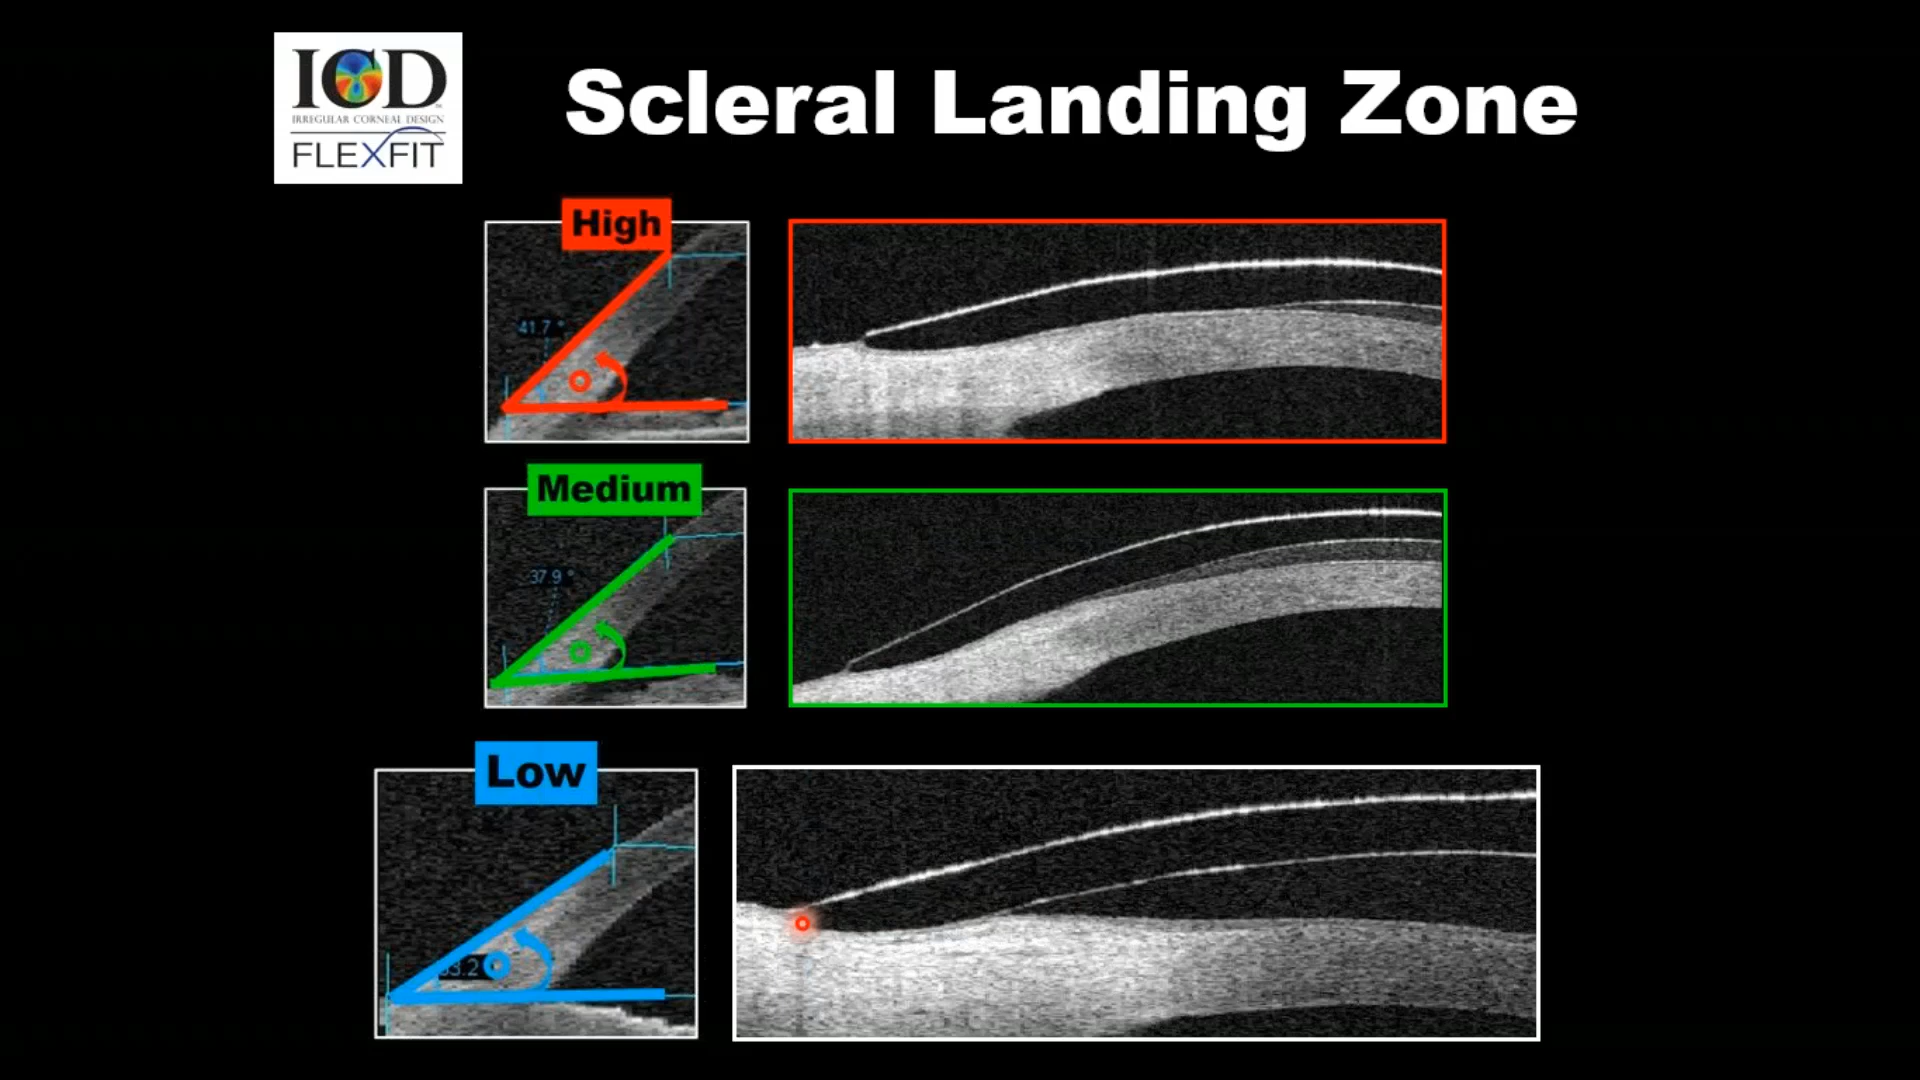 ICD
IRREGULAR CORNEAL DESIGN
FLEXFIT
Scleral Landing Zone
High
41.7 °
Medium
37.9 °
Low